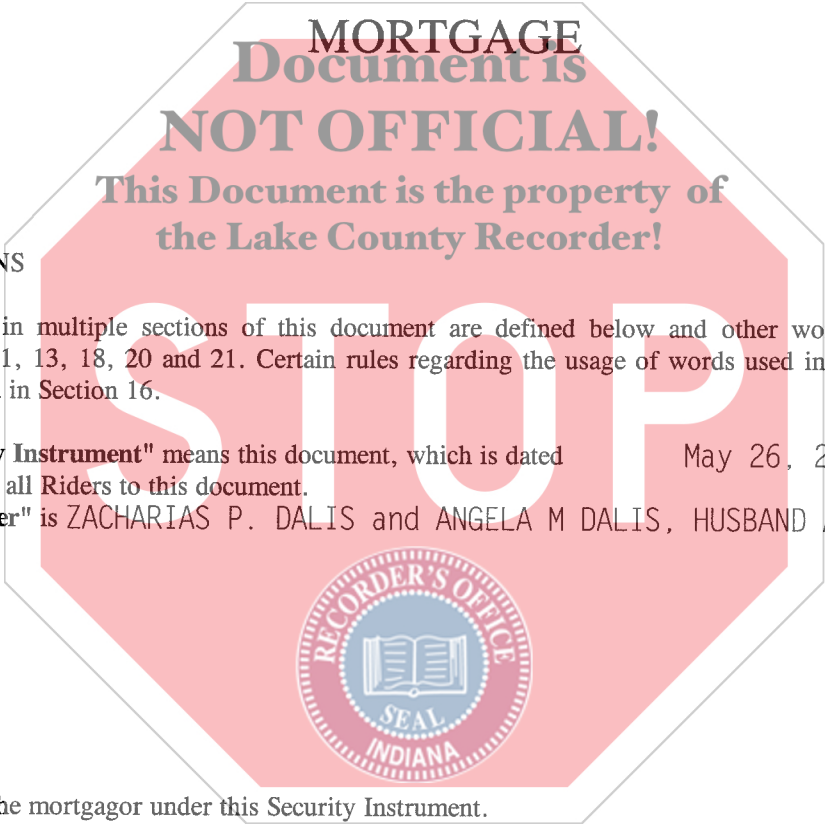 MORTGAGE
Document is
NOT OFFICIAL!
This Document is the property of
the Lake County Recorder!
NS
in multiple sections of this document are defined below and other wo
1, 13, 18, 20 and 21. Certain rules regarding the usage of words used in
in Section 16.
STOP
y Instrument" means this document, which is dated May 26, 2
all Riders to this document.
er" is ZACHARIAS P. DALIS and ANGELA M DALIS, HUSBAND
RECORDER'S OFFICE
SEAL
INDIANA
he mortgagor under this Security Instrument.